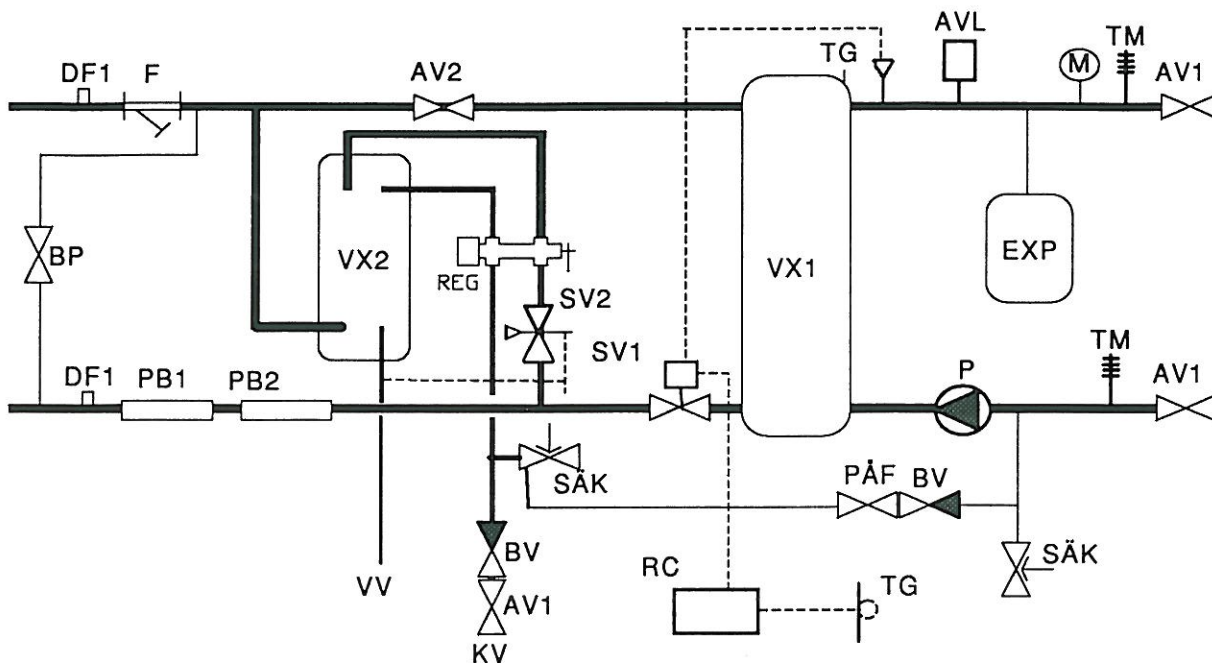 AVL
TM
TG
DF1
F
AV2
M
AV1
BP
VX2
REG
SV2
SV1
VX1
EXP
TM
DF1
PB1
PB2
P
AV1
SÄK
PÅF
BV
BV
SÄK
VV
RC
TG
AV1
KV